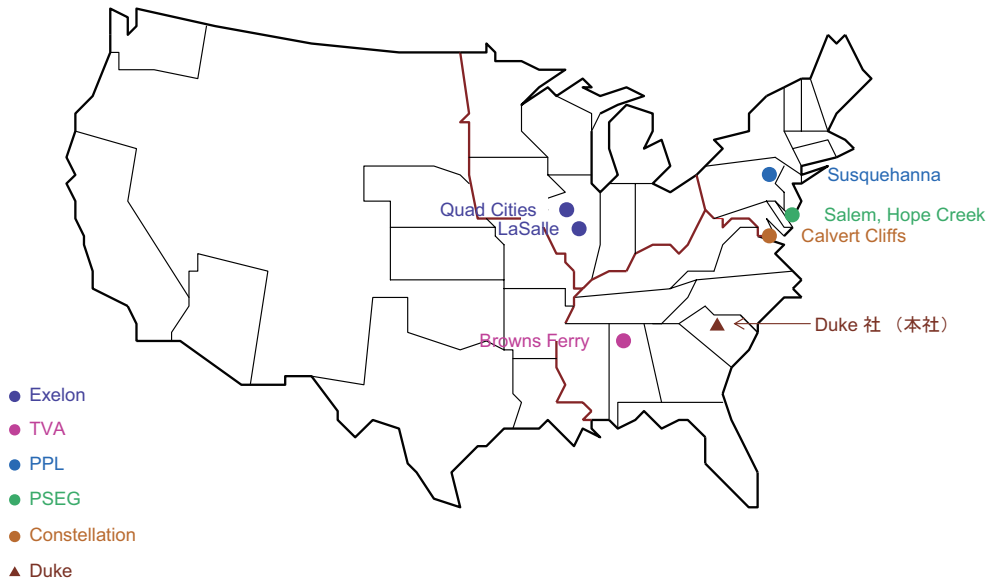 Susquehanna
Quad Cities
Salem, Hope Creek
LaSalle
Calvert Cliffs
Duke 社 （本社）
Browns Ferry
Exelon
TVA
PPL
PSEG
Constellation
Duke